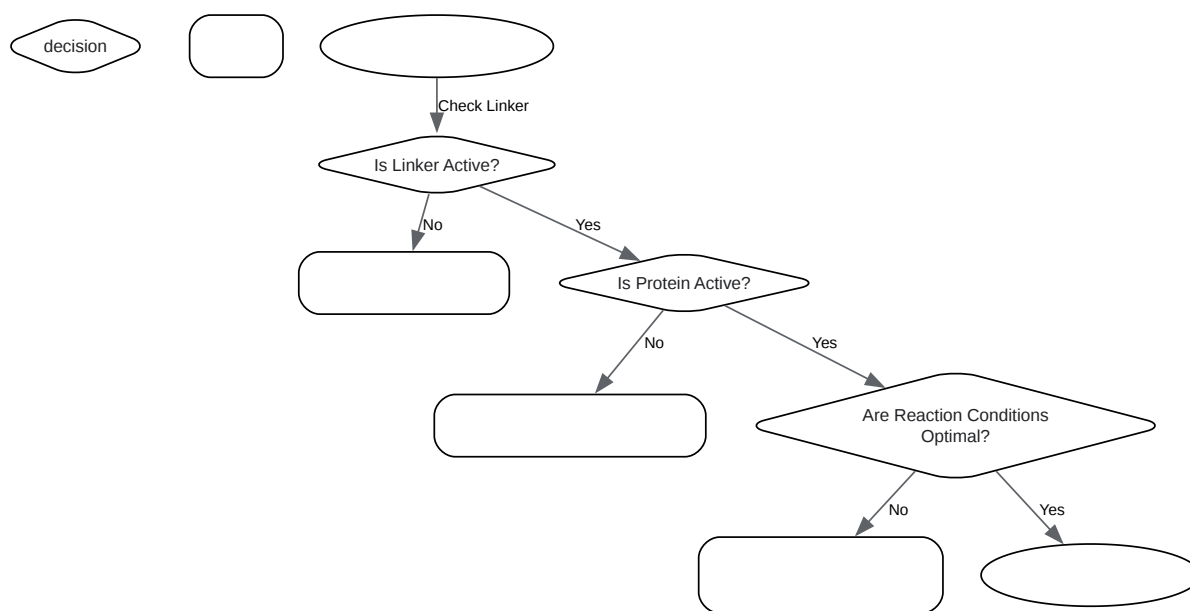 decision
Check Linker
Is Linker Active?
No
Yes
Is Protein Active?
No
Yes
Are Reaction Conditions
Optimal?
No
Yes